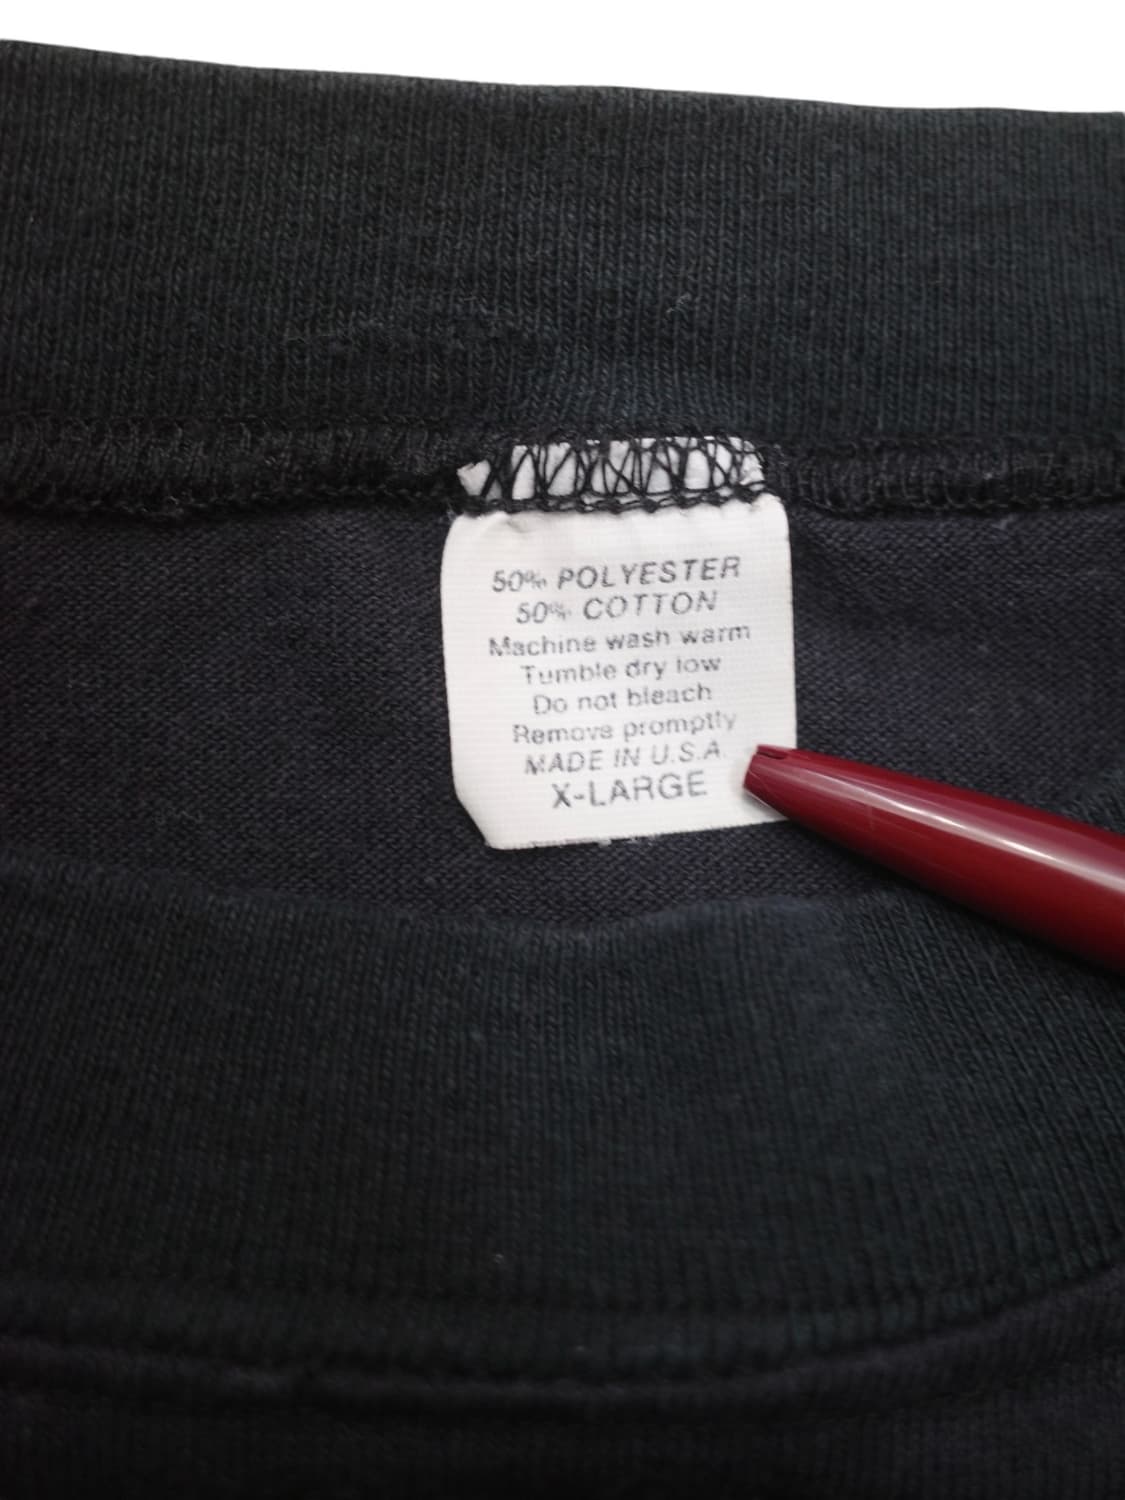 50% POLYESTER
50% COTTON
Machine wash warm
Tumble dry low
Do not bleach
Remove promptly
MADE IN U.S.A.
X-LARGE